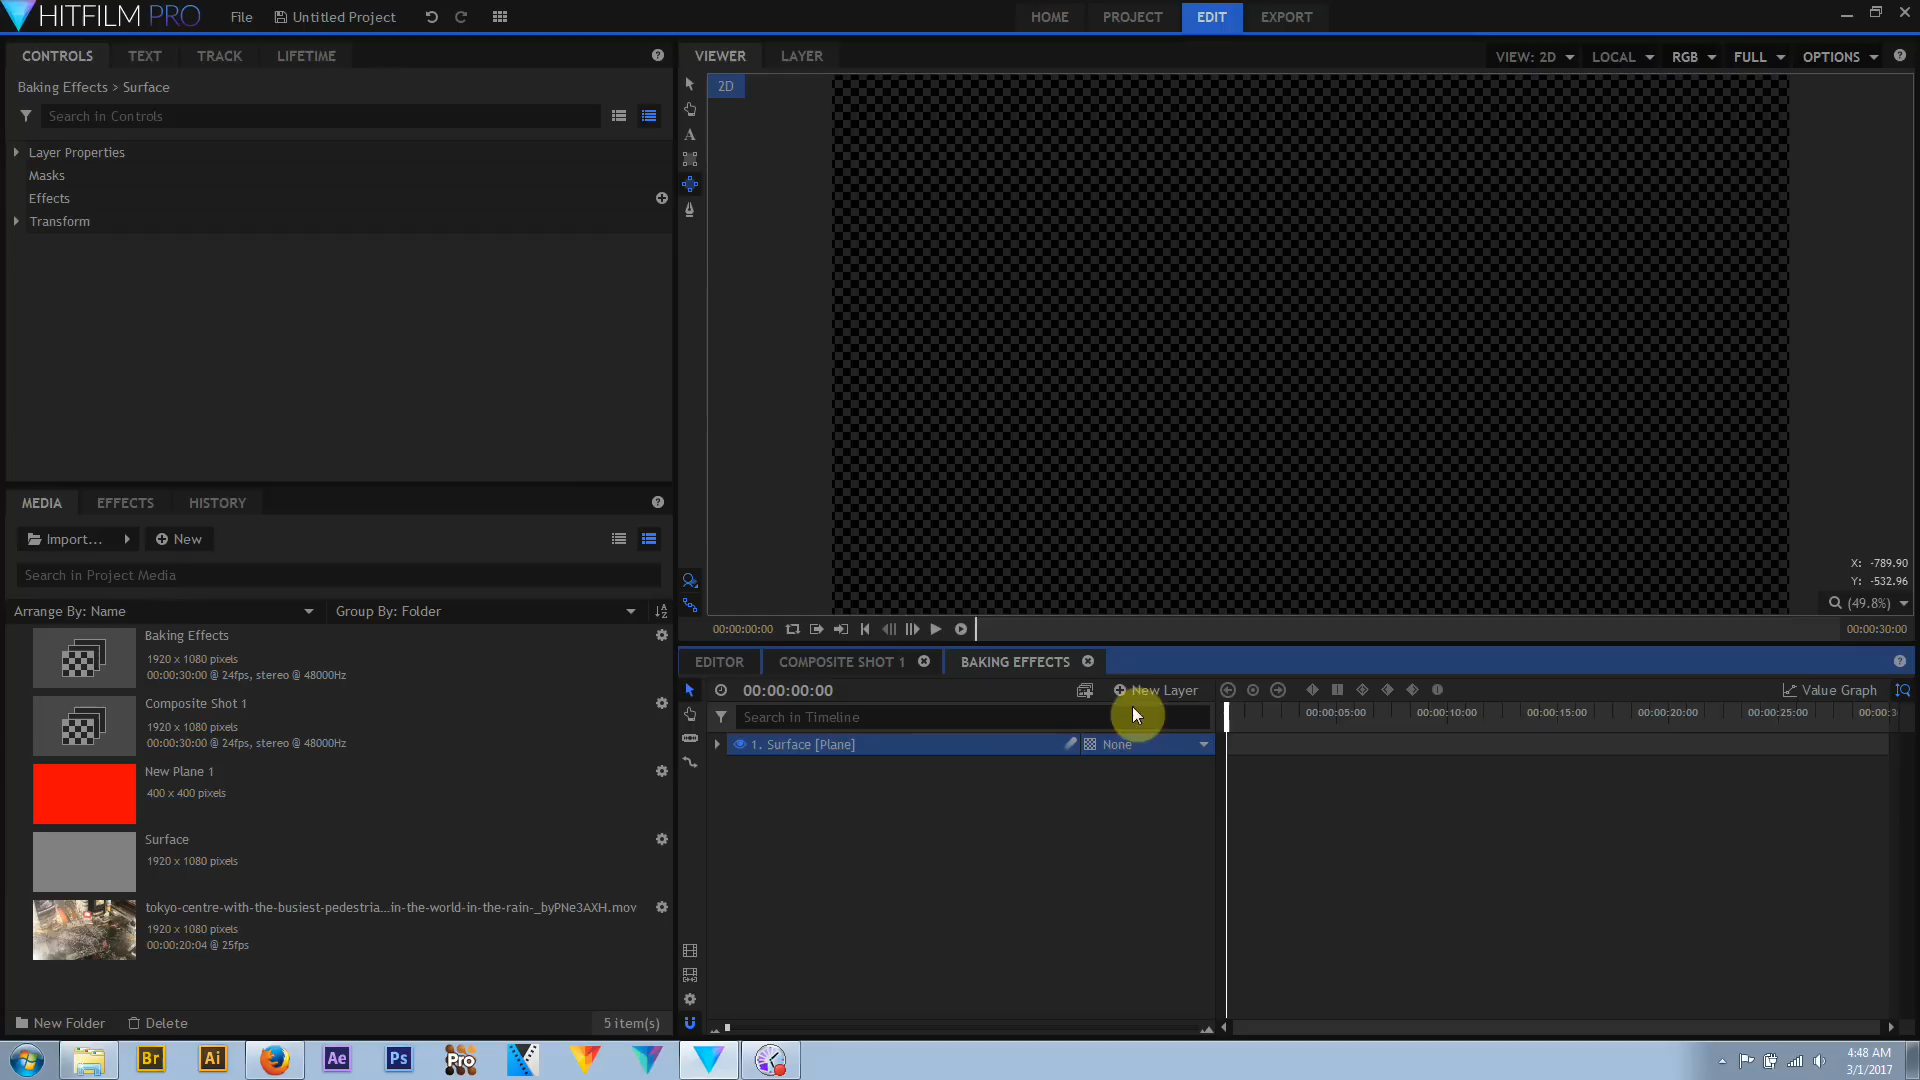 HITFILM PRO
File
Untitled Project
HOME
PROJECT
EDIT
EXPORT
CONTROLS
TEXT
TRACK
LIFETIME
Baking Effects > Surface
Search in Controls
Layer Properties
Masks
Effects
Transform
VIEWER
LAYER
VIEW: 2D
LOCAL
RGB
FULL
OPTIONS
2D
X: -789.90
Y: -532.96
(49.8%)
00:00:00:00
00:00:30:00
MEDIA
EFFECTS
HISTORY
Import...
New
Search in Project Media
Arrange By: Name
Group By: Folder
Baking Effects
1920 x 1080 pixels
00:00:30:00 @ 24fps, stereo @ 48000Hz
Composite Shot 1
1920 x 1080 pixels
00:00:30:00 @ 24fps, stereo @ 48000Hz
New Plane 1
400 x 400 pixels
Surface
1920 x 1080 pixels
tokyo-centre-with-the-busiest-pedestria...in-the-world-in-the-rain-_byPNe3AXH.mov
1920 x 1080 pixels
00:00:20:04 @ 25fps
New Folder
Delete
5 item(s)
EDITOR
COMPOSITE SHOT 1
BAKING EFFECTS
00:00:00:00
New Layer
Value Graph
Search in Timeline
00:00:05:00
00:00:10:00
00:00:15:00
00:00:20:00
00:00:25:00
00:00:3
1. Surface [Plane]
None
Br
Ai
Ae
Ps
Pro
4:48 AM
3/1/2017